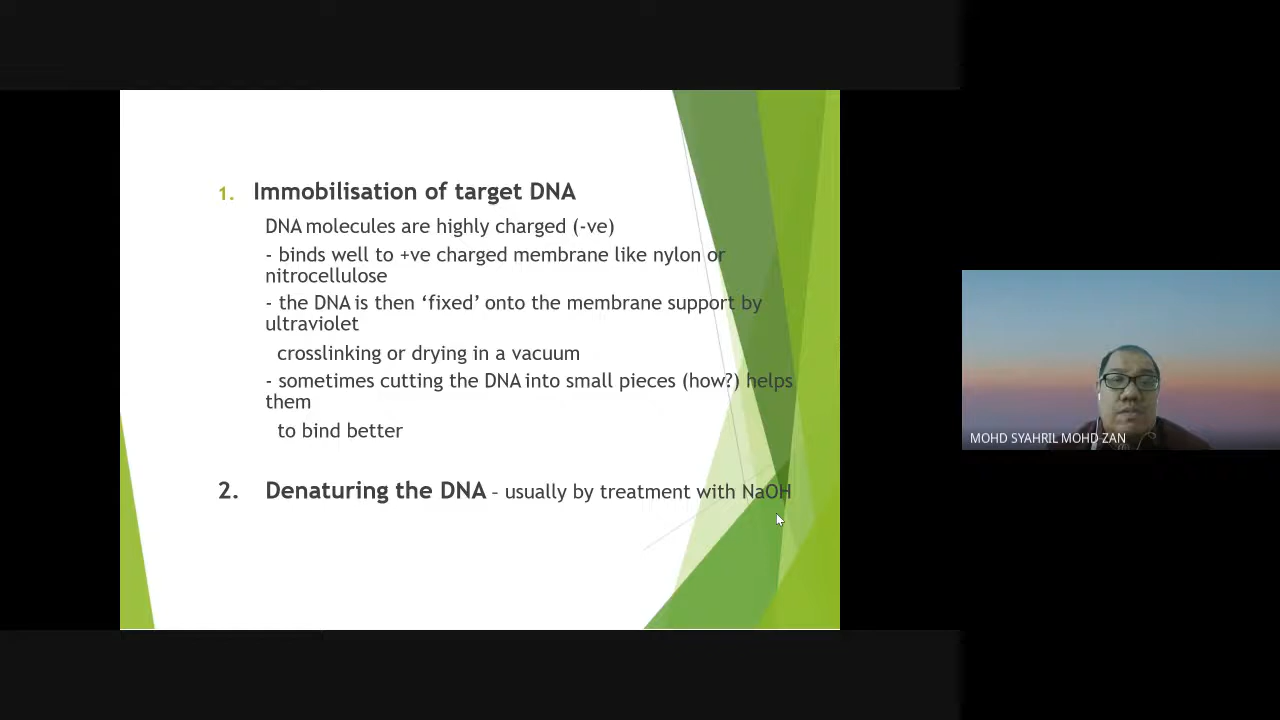 1. Immobilisation of target DNA
DNA molecules are highly charged (-ve)
- binds well to +ve charged membrane like nylon or
nitrocellulose
- the DNA is then ‘fixed’ onto the membrane support by
ultraviolet
crosslinking or drying in a vacuum
- sometimes cutting the DNA into small pieces (how?) helps
them
to bind better
2. Denaturing the DNA – usually by treatment with NaOH
MOHD SYAHRIL MOHD ZAN